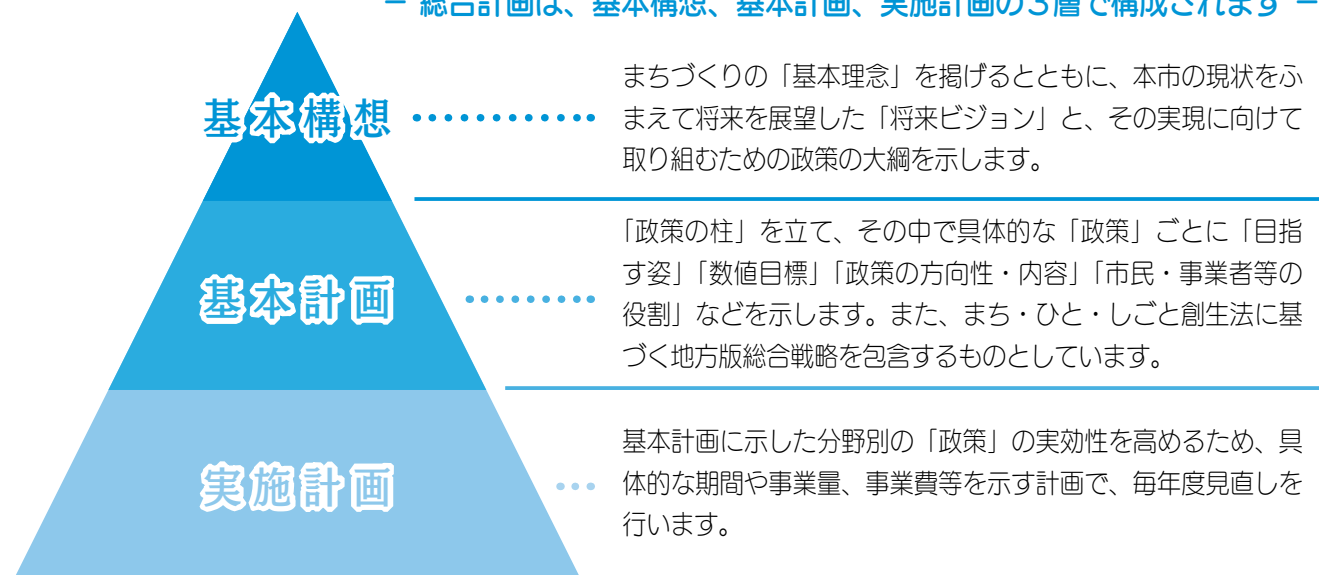 － 総合計画は、基本構想、基本計画、実施計画の３層で構成されます －
基本構想
まちづくりの「基本理念」を掲げるとともに、本市の現状をふ
まえて将来を展望した「将来ビジョン」と、その実現に向けて
取り組むための政策の大綱を示します。
基本計画
「政策の柱」を立て、その中で具体的な「政策」ごとに「目指
す姿」「数値目標」「政策の方向性・内容」「市民・事業者等の
役割」などを示します。また、まち・ひと・しごと創生法に基
づく地方版総合戦略を包含するものとしています。
実施計画
基本計画に示した分野別の「政策」の実効性を高めるため、具
体的な期間や事業量、事業費等を示す計画で、毎年度見直しを
行います。